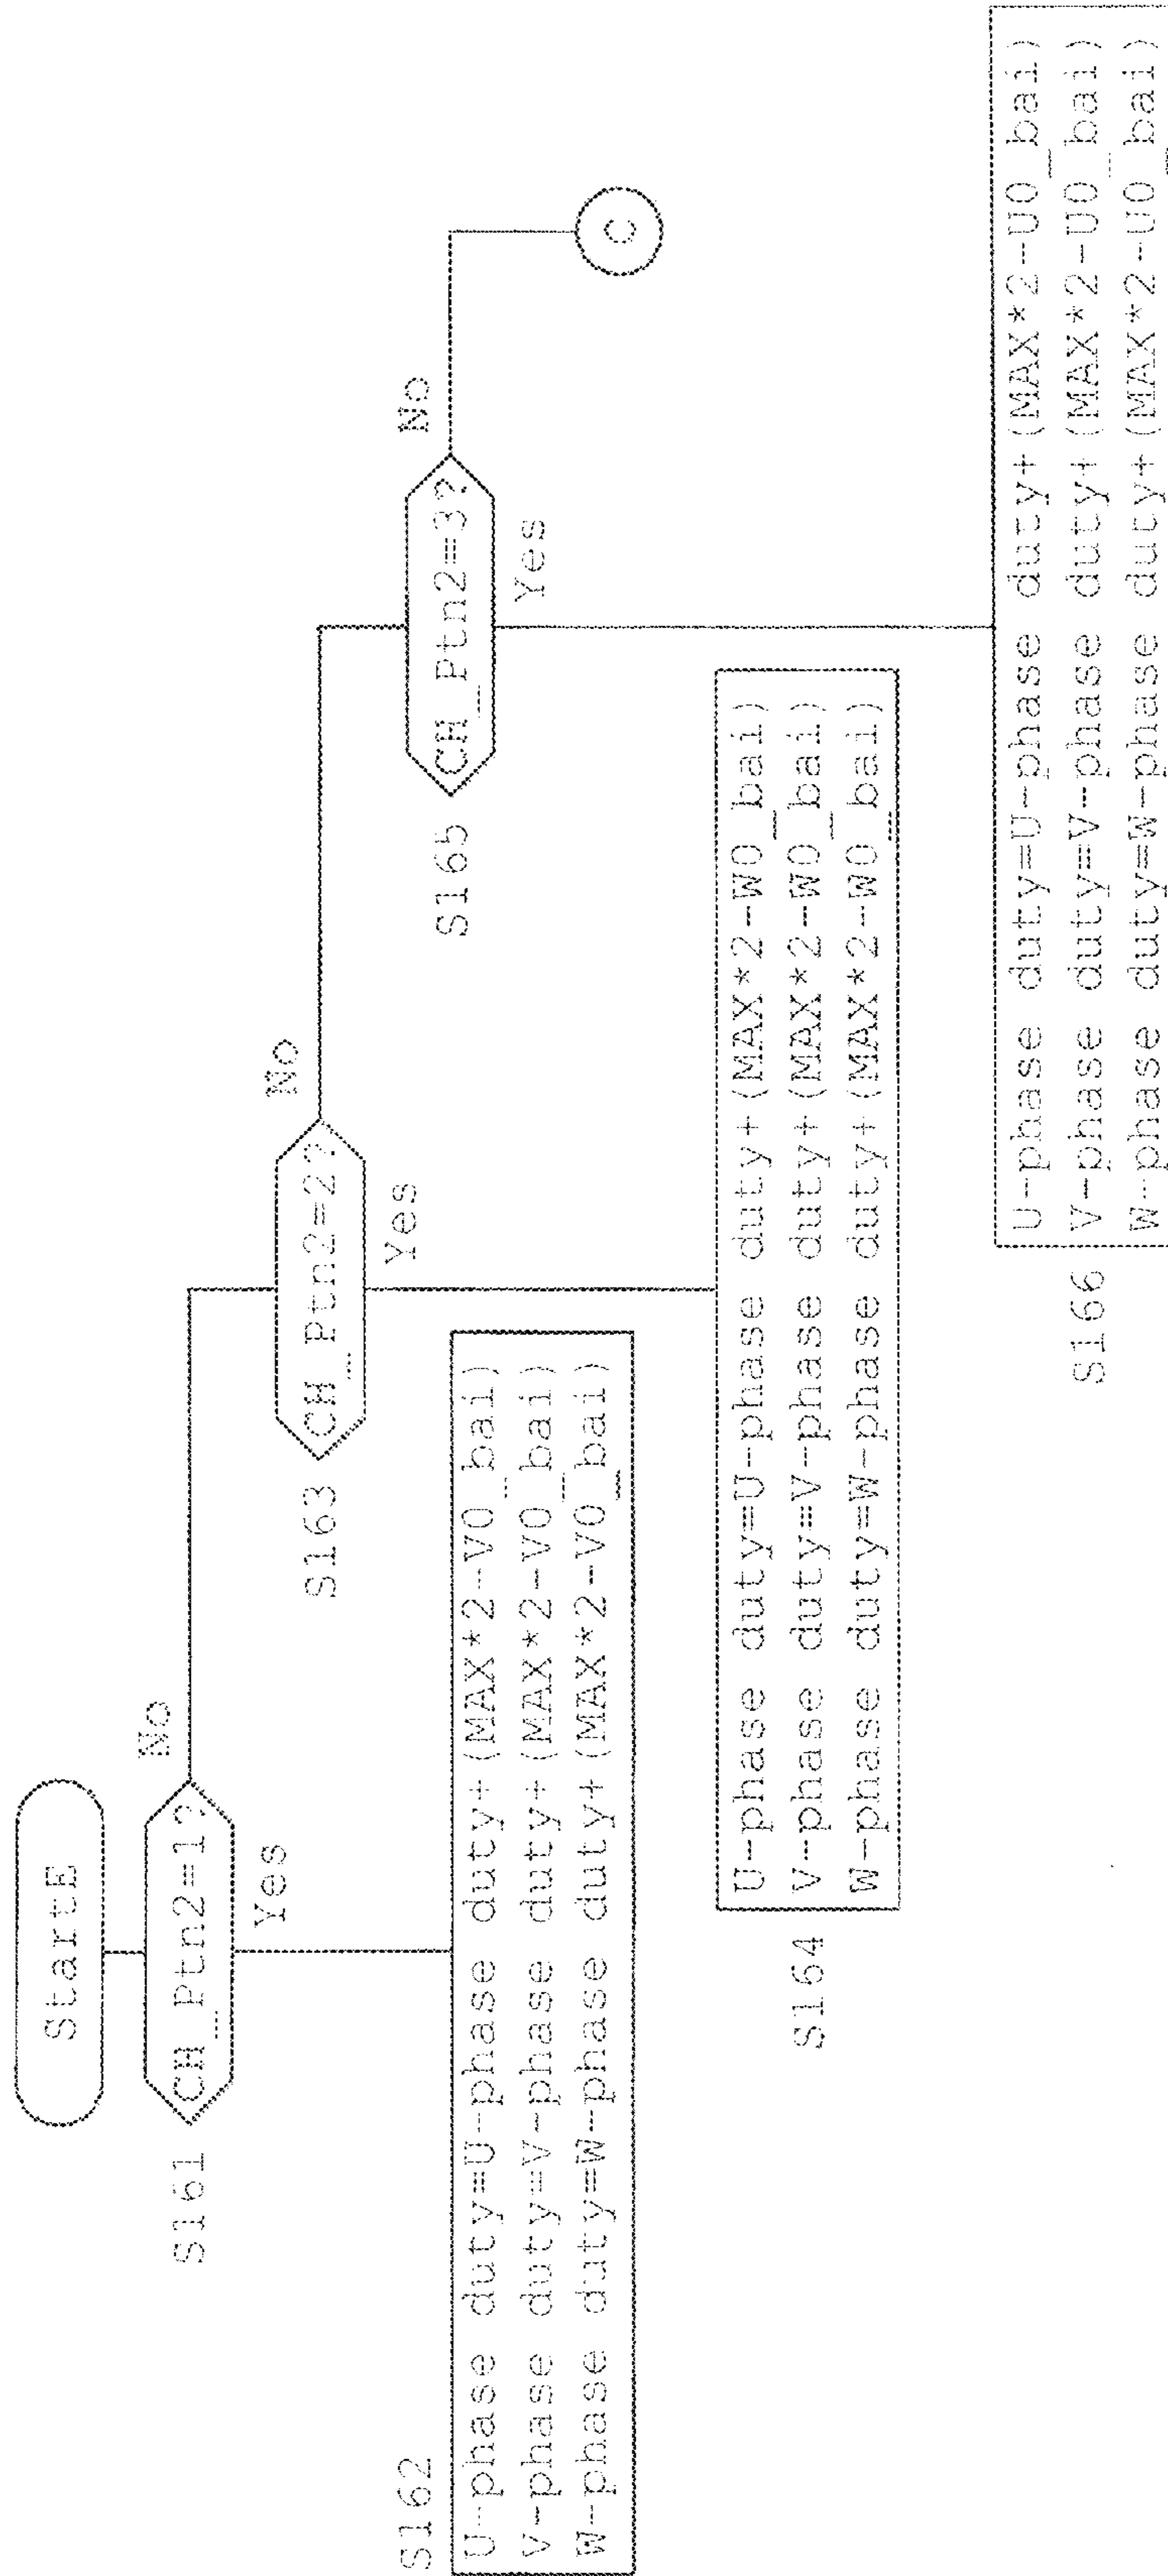 StartE
S161
CH_Ptn2=1?
No
Yes
S162
U-phase duty=U-phase duty+(MAX*2-V0_bai)
V-phase duty=V-phase duty+(MAX*2-V0_bai)
W-phase duty=W-phase duty+(MAX*2-V0_bai)
S163
CH_Ptn2=2?
No
Yes
S164
U-phase duty=U-phase duty+(MAX*2-W0_bai)
V-phase duty=V-phase duty+(MAX*2-W0_bai)
W-phase duty=W-phase duty+(MAX*2-W0_bai)
S165
CH_Ptn2=3?
No
Yes
C
S166
U-phase duty=U-phase duty+(MAX*2-U0_bai)
V-phase duty=V-phase duty+(MAX*2-U0_bai)
W-phase duty=W-phase duty+(MAX*2-U0_bai)